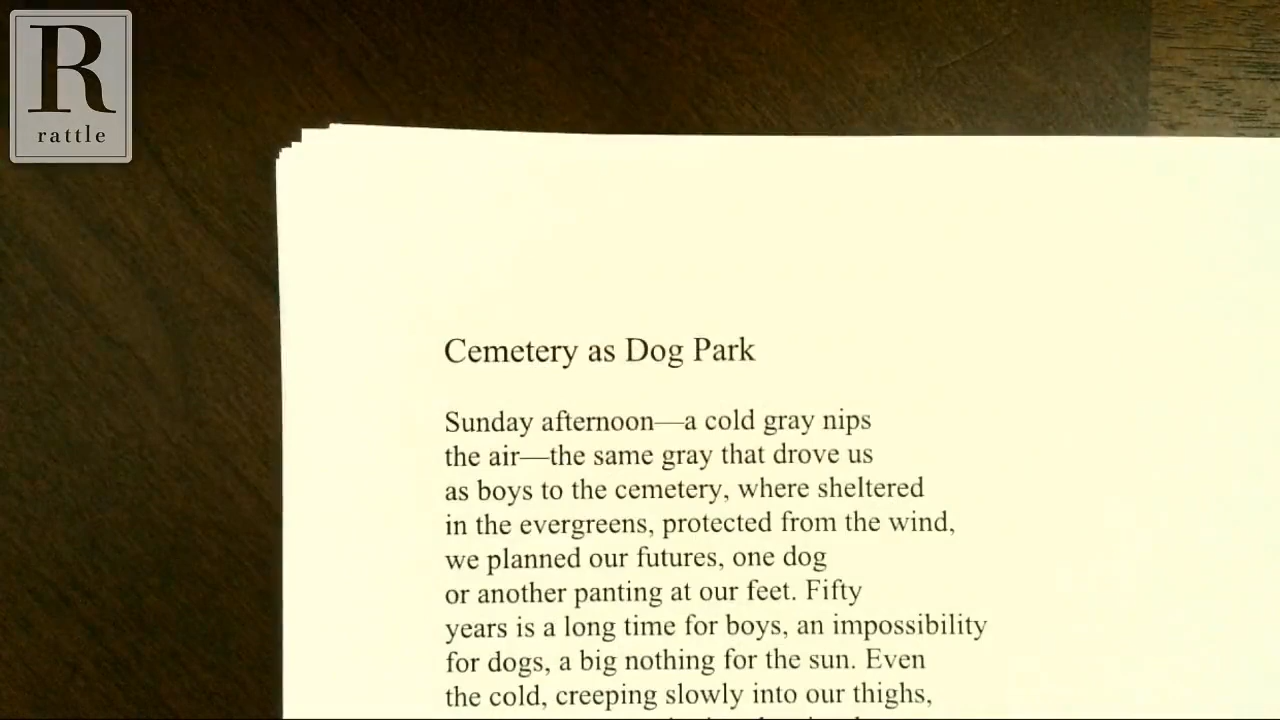 R
rattle
Cemetery as Dog Park
Sunday afternoon—a cold gray nips
the air—the same gray that drove us
as boys to the cemetery, where sheltered
in the evergreens, protected from the wind,
we planned our futures, one dog
or another panting at our feet. Fifty
years is a long time for boys, an impossibility
for dogs, a big nothing for the sun. Even
the cold, creeping slowly into our thighs,